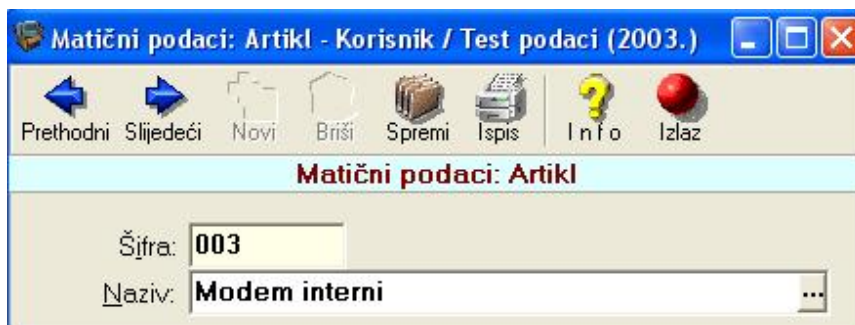 Matični podaci: Artikl - Korisnik / Test podaci (2003.)
Prethodni Slijedeći Novi Briši Spremi Ispis Info Izlaz
Matični podaci: Artikl
Šifra: 003
Naziv: Modem interni ...